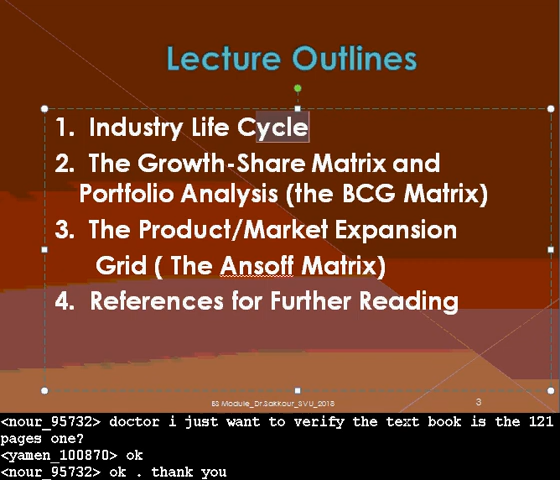 Lecture Outlines
1. Industry Life Cycle
2. The Growth-Share Matrix and
Portfolio Analysis (the BCG Matrix)
3. The Product/Market Expansion
Grid ( The Ansoff Matrix)
4. References for Further Reading
ES Module_Dr.Sakkour_SVU_2018
3
<nour_95732> doctor i just want to verify the text book is the 121
pages one?
<yamen_100870> ok
<nour_95732> ok . thank you